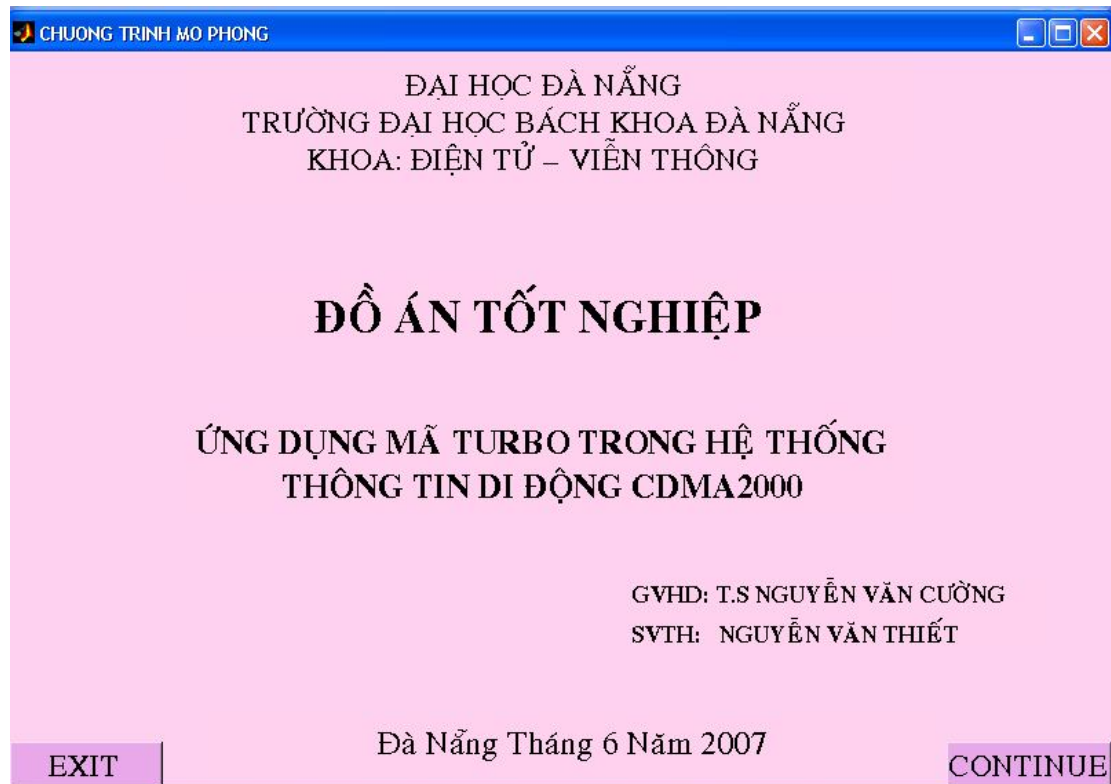 CHUONG TRINH MO PHONG
ĐẠI HỌC ĐÀ NẴNG
TRƯỜNG ĐẠI HỌC BÁCH KHOA ĐÀ NẴNG
KHOA: ĐIỆN TỬ – VIỄN THÔNG
ĐỒ ÁN TỐT NGHIỆP
ỨNG DỤNG MÃ TURBO TRONG HỆ THỐNG
THÔNG TIN DI ĐỘNG CDMA2000
GVHD: T.S NGUYỄN VĂN CƯỜNG
SVTH: NGUYỄN VĂN THIẾT
Đà Nẵng Tháng 6 Năm 2007
EXIT
CONTINUE